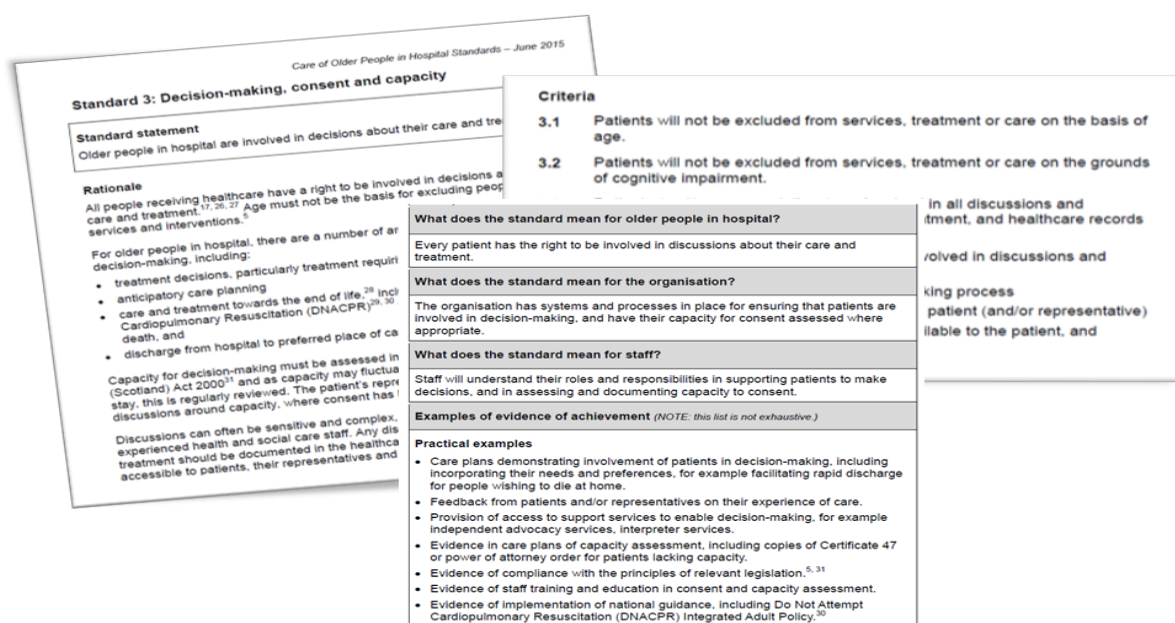 Care of Older People in Hospital Standards – June 2015
Standard 3: Decision-making, consent and capacity
Standard statement
Older people in hospital are involved in decisions about their care and
Rationale
All people receiving healthcare have a right to be involved in decisions
care and treatment.17, 26, 27 Age must not be the basis for excluding
services and interventions.5
For older people in hospital, there are a number of
decision-making, including:
• treatment decisions, particularly treatment
• anticipatory care planning
• care and treatment towards the end of life,28
Cardiopulmonary Resuscitation (DNACPR)29, 30
death, and
• discharge from hospital to preferred place of
Capacity for decision-making must be assessed in
(Scotland) Act 200031 and as capacity may
stay, this is regularly reviewed. The patient's
discussions around capacity, where consent has
Discussions can often be sensitive and complex,
experienced health and social care staff. Any
treatment should be documented in the
accessible to patients, their representatives and
Criteria
3.1 Patients will not be excluded from services, treatment or care on the basis of
age.
3.2 Patients will not be excluded from services, treatment or care on the grounds
of cognitive impairment.
in all discussions and
and healthcare records
in discussions and
process
patient (and/or representative)
to the patient, and
What does the standard mean for older people in hospital?
Every patient has the right to be involved in discussions about their care and
treatment.
What does the standard mean for the organisation?
The organisation has systems and processes in place for ensuring that patients are
involved in decision-making, and have their capacity for consent assessed where
appropriate.
What does the standard mean for staff?
Staff will understand their roles and responsibilities in supporting patients to make
decisions, and in assessing and documenting capacity to consent.
Examples of evidence of achievement (NOTE: this list is not exhaustive.)
Practical examples
• Care plans demonstrating involvement of patients in decision-making, including
incorporating their needs and preferences, for example facilitating rapid discharge
for people wishing to die at home.
• Feedback from patients and/or representatives on their experience of care.
• Provision of access to support services to enable decision-making, for example
independent advocacy services, interpreter services.
• Evidence in care plans of capacity assessment, including copies of Certificate 47
or power of attorney order for patients lacking capacity.
• Evidence of compliance with the principles of relevant legislation.5, 31
• Evidence of staff training and education in consent and capacity assessment.
• Evidence of implementation of national guidance, including Do Not Attempt
Cardiopulmonary Resuscitation (DNACPR) Integrated Adult Policy.30